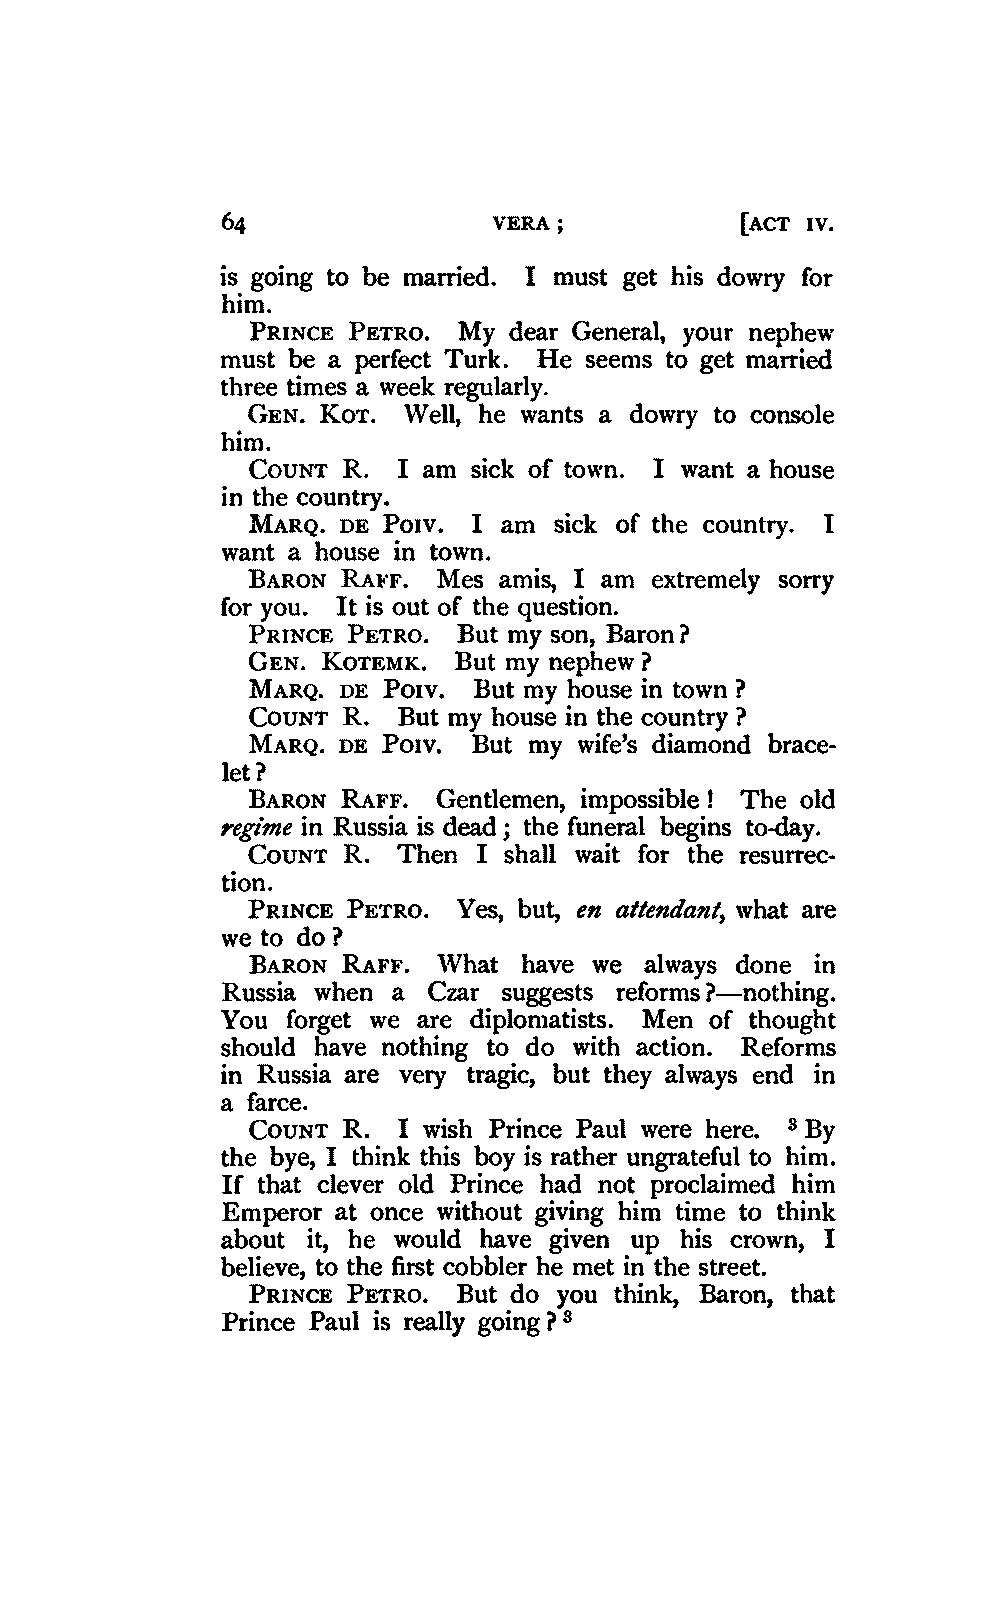 64 VERA; [ACT IV.
is going to be married. I must get his dowry for
him.
PRINCE PETRO. My dear General, your nephew
must be a perfect Turk. He seems to get married
three times a week regularly.
GEN. KOT. Well, he wants a dowry to console
him.
COUNT R. I am sick of town. I want a house
in the country.
MARQ. DE POIV. I am sick of the country. I
want a house in town.
BARON RAFF. Mes amis, I am extremely sorry
for you. It is out of the question.
PRINCE PETRO. But my son, Baron?
GEN. KOTEMK. But my nephew?
MARQ. DE POIV. But my house in town?
COUNT R. But my house in the country?
MARQ. DE POIV. But my wife's diamond brace-
let?
BARON RAFF. Gentlemen, impossible! The old
regime in Russia is dead; the funeral begins to-day.
COUNT R. Then I shall wait for the resurrec-
tion.
PRINCE PETRO. Yes, but, en attendant, what are
we to do?
BARON RAFF. What have we always done in
Russia when a Czar suggests reforms?—nothing.
You forget we are diplomatists. Men of thought
should have nothing to do with action. Reforms
in Russia are very tragic, but they always end in
a farce.
COUNT R. I wish Prince Paul were here. ³ By
the bye, I think this boy is rather ungrateful to him.
If that clever old Prince had not proclaimed him
Emperor at once without giving him time to think
about it, he would have given up his crown, I
believe, to the first cobbler he met in the street.
PRINCE PETRO. But do you think, Baron, that
Prince Paul is really going? ³